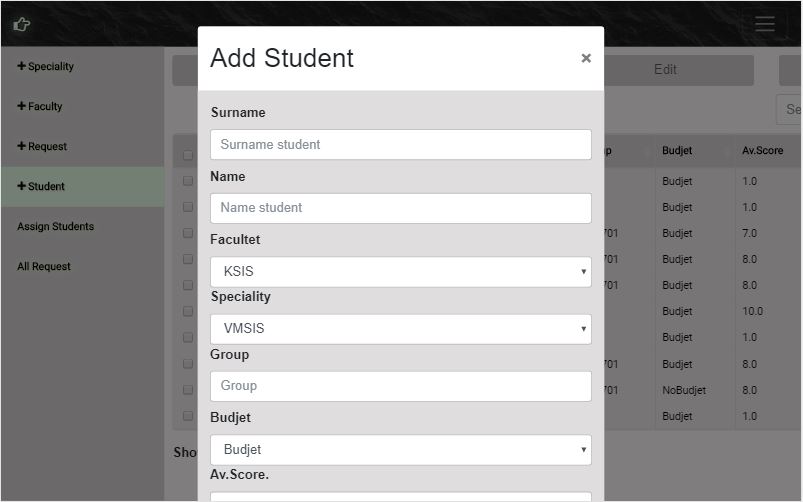 Add Student ×
+ Speciality
+ Faculty
+ Request
+ Student
Assign Students
All Request
Edit
Surname
Surname student
Name
Name student
Facultet
KSIS
Speciality
VMSIS
Group
Group
Budjet
Budjet
Av.Score.
Budjet Av.Score
Budjet 1.0
Budjet 1.0
701 Budjet 7.0
Budjet 8.0
701 Budjet 8.0
Budjet 10.0
Budjet 1.0
701 Budjet 8.0
701 NoBudjet 8.0
Budjet 1.0